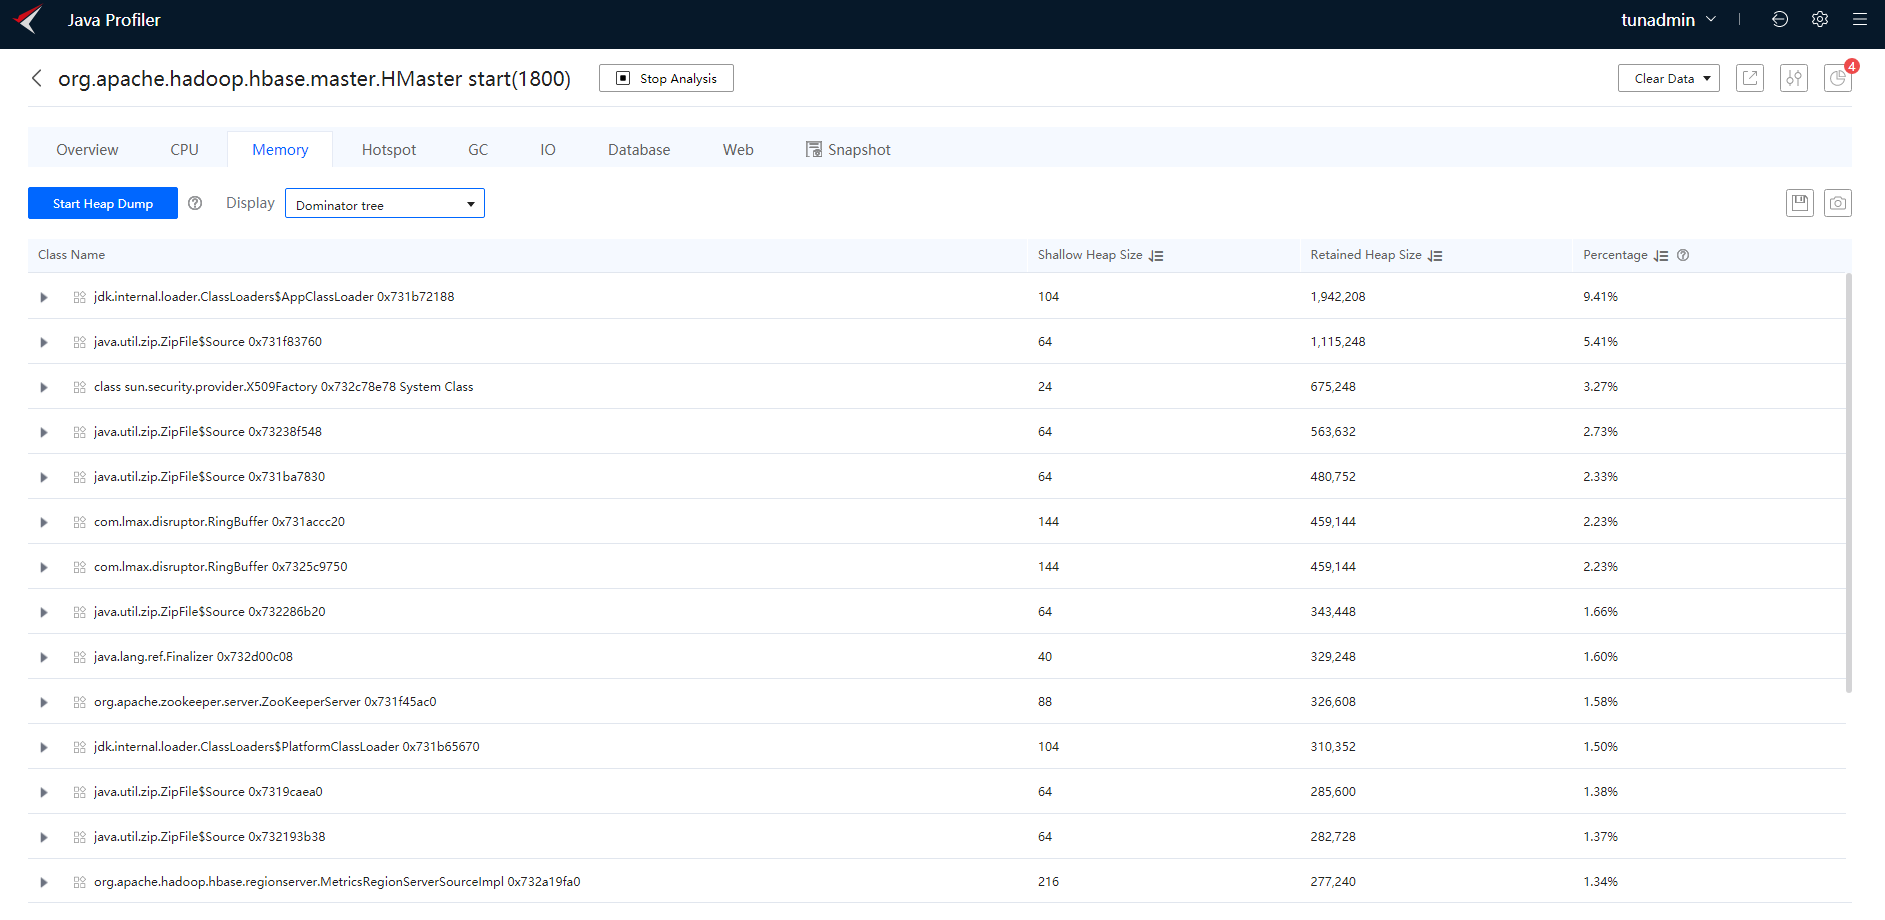 Java Profiler
tunadmin
org.apache.hadoop.hbase.master.HMaster start(1800)
Stop Analysis
Clear Data
4
Overview CPU Memory Hotspot GC IO Database Web Snapshot
Start Heap Dump
Display
Dominator tree
Class Name Shallow Heap Size Retained Heap Size Percentage
jdk.internal.loader.ClassLoaders$AppClassLoader 0x731b72188 104 1,942,208 9.41%
java.util.zip.ZipFile$Source 0x731f83760 64 1,115,248 5.41%
class sun.security.provider.X509Factory 0x732c78e78 System Class 24 675,248 3.27%
java.util.zip.ZipFile$Source 0x73238f548 64 563,632 2.73%
java.util.zip.ZipFile$Source 0x731ba7830 64 480,752 2.33%
com.lmax.disruptor.RingBuffer 0x731accc20 144 459,144 2.23%
com.lmax.disruptor.RingBuffer 0x7325c9750 144 459,144 2.23%
java.util.zip.ZipFile$Source 0x732286b20 64 343,448 1.66%
java.lang.ref.Finalizer 0x732d00c08 40 329,248 1.60%
org.apache.zookeeper.server.ZooKeeperServer 0x731f45ac0 88 326,608 1.58%
jdk.internal.loader.ClassLoaders$PlatformClassLoader 0x731b65670 104 310,352 1.50%
java.util.zip.ZipFile$Source 0x7319caea0 64 285,600 1.38%
java.util.zip.ZipFile$Source 0x732193b38 64 282,728 1.37%
org.apache.hadoop.hbase.regionserver.MetricsRegionServerSourceImpl 0x732a19fa0 216 277,240 1.34%